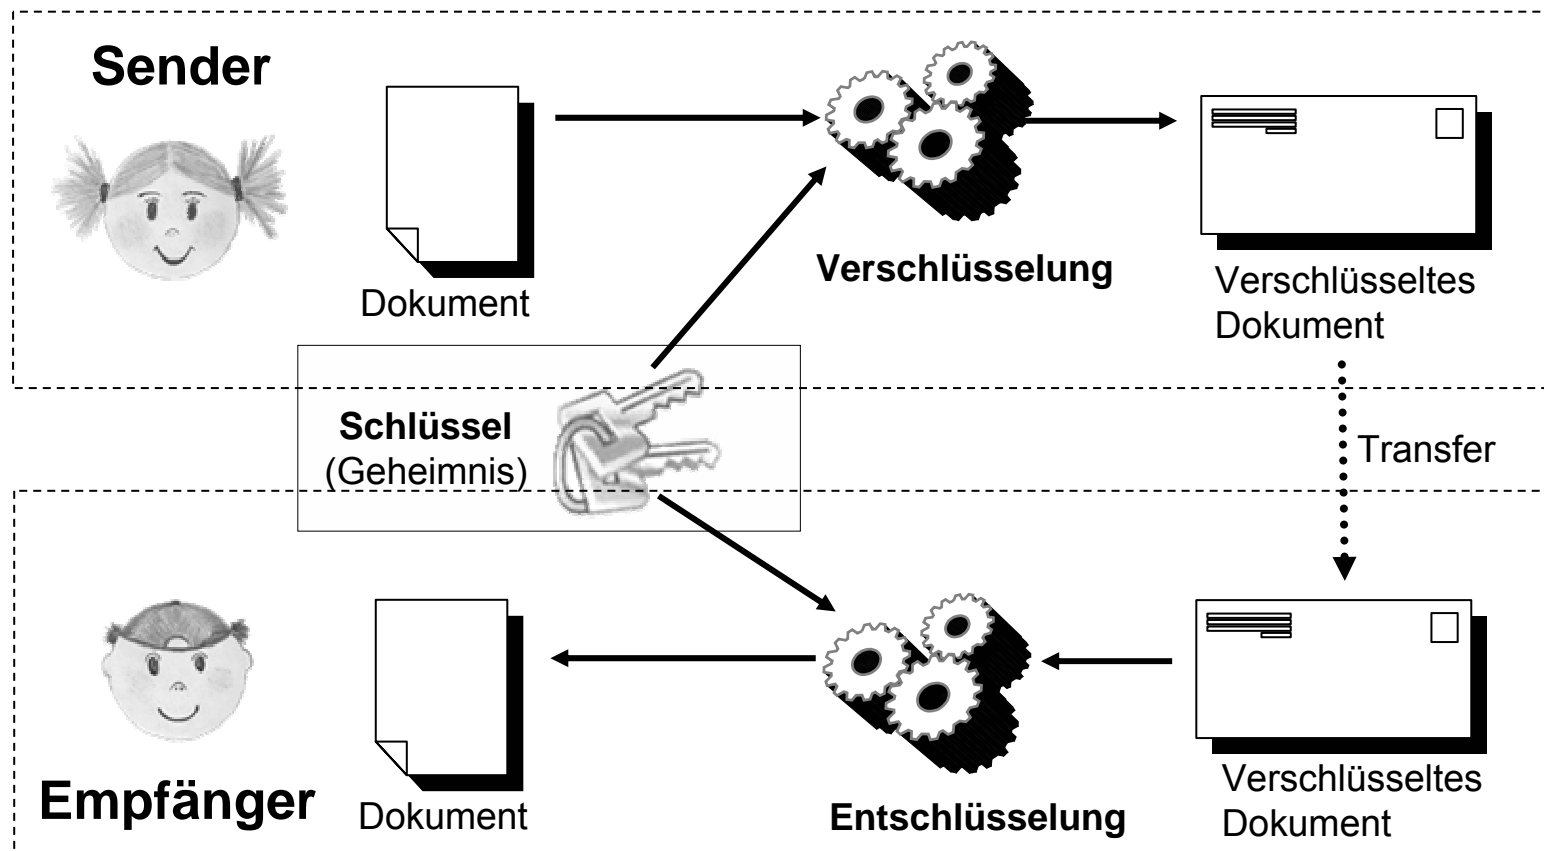 Sender
Dokument
Verschlüsselung
Verschlüsseltes
Dokument
Schlüssel
(Geheimnis)
Transfer
Empfänger
Dokument
Entschlüsselung
Verschlüsseltes
Dokument